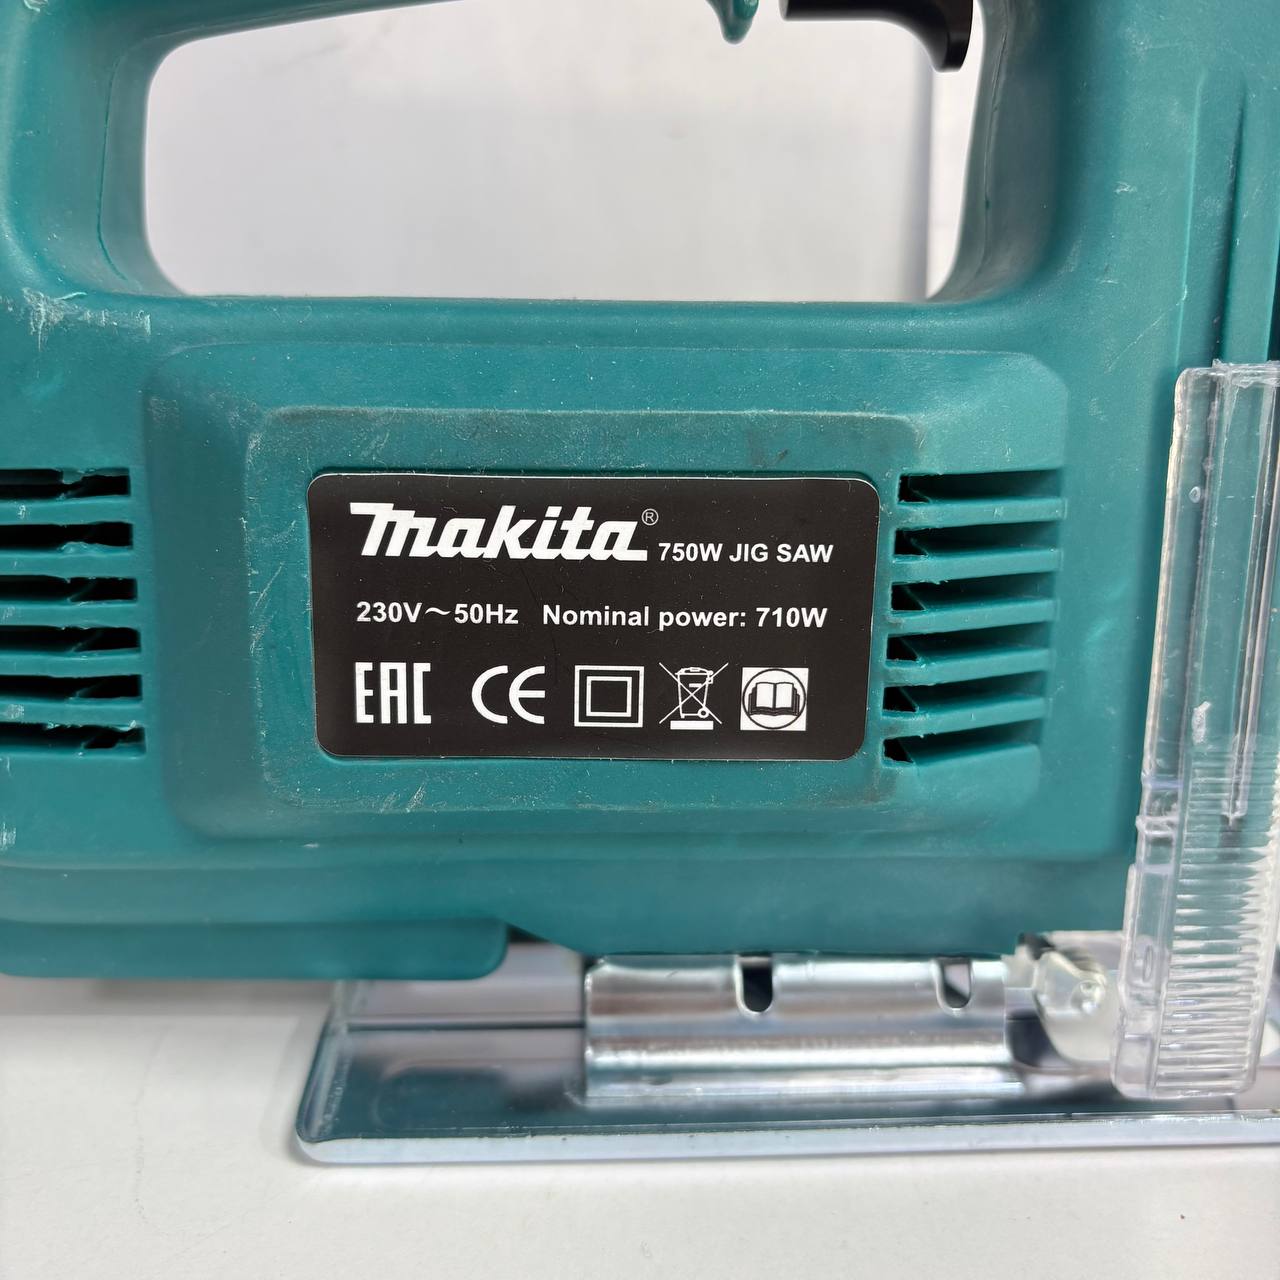 makita® 750W JIG SAW
230V～50Hz Nominal power: 710W
EAC CE